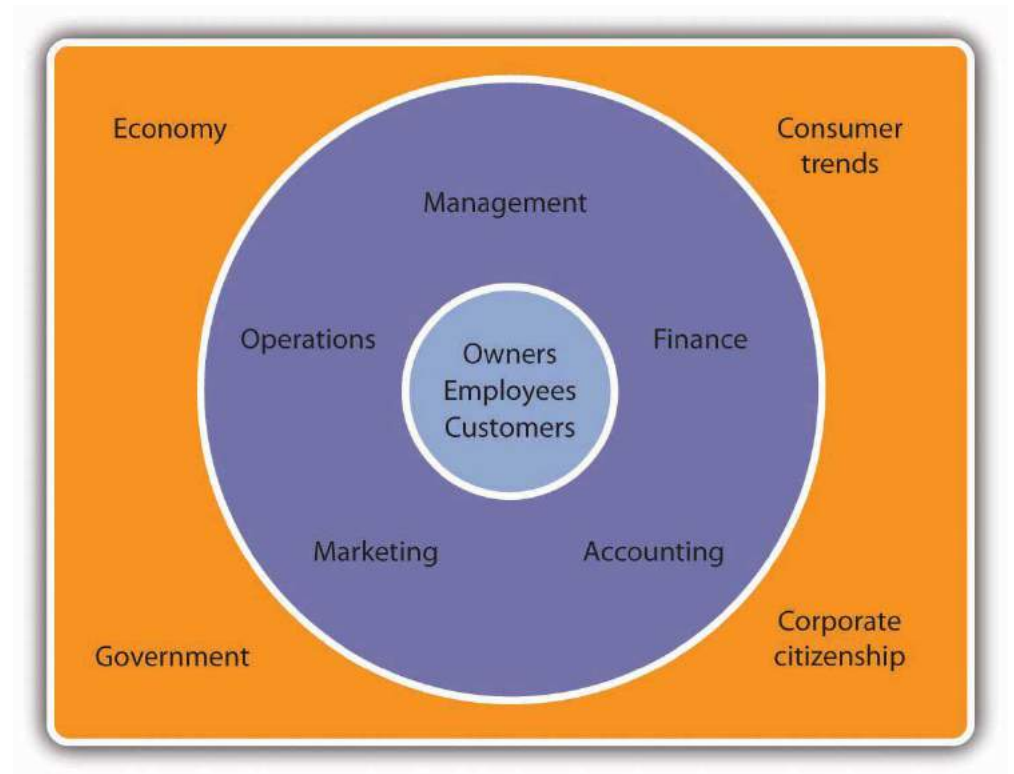 Economy
Consumer
trends
Management
Operations
Finance
Owners
Employees
Customers
Marketing
Accounting
Government
Corporate
citizenship